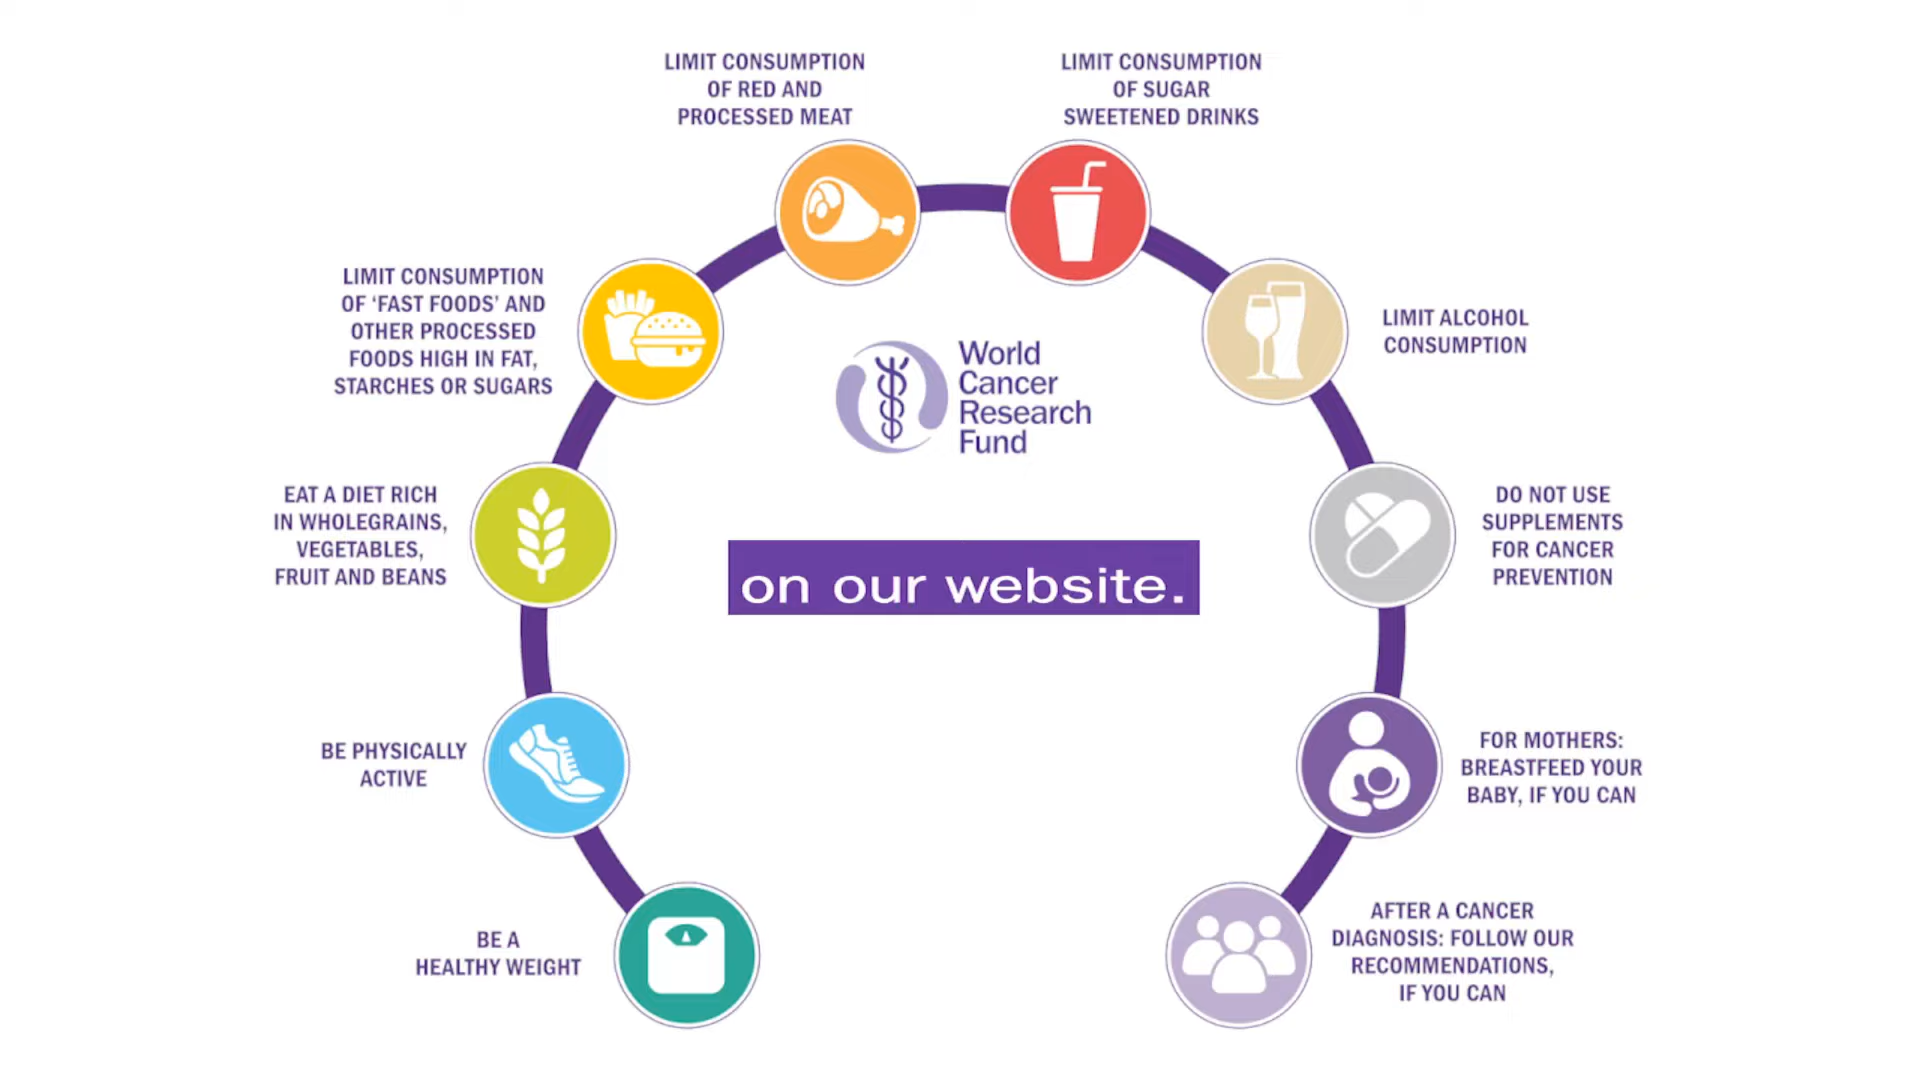 LIMIT CONSUMPTION
OF RED AND
PROCESSED MEAT
LIMIT CONSUMPTION
OF SUGAR
SWEETENED DRINKS
LIMIT CONSUMPTION
OF ‘FAST FOODS’ AND
OTHER PROCESSED
FOODS HIGH IN FAT,
STARCHES OR SUGARS
LIMIT ALCOHOL
CONSUMPTION
World
Cancer
Research
Fund
EAT A DIET RICH
IN WHOLEGRAINS,
VEGETABLES,
FRUIT AND BEANS
on our website.
DO NOT USE
SUPPLEMENTS
FOR CANCER
PREVENTION
BE PHYSICALLY
ACTIVE
FOR MOTHERS:
BREASTFEED YOUR
BABY, IF YOU CAN
BE A
HEALTHY WEIGHT
AFTER A CANCER
DIAGNOSIS: FOLLOW OUR
RECOMMENDATIONS,
IF YOU CAN